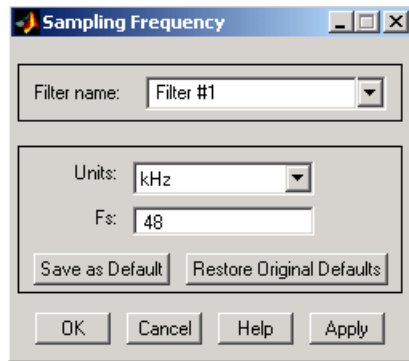 Sampling Frequency
Filter name: Filter #1
Units: kHz
Fs: 48
Save as Default Restore Original Defaults
OK Cancel Help Apply